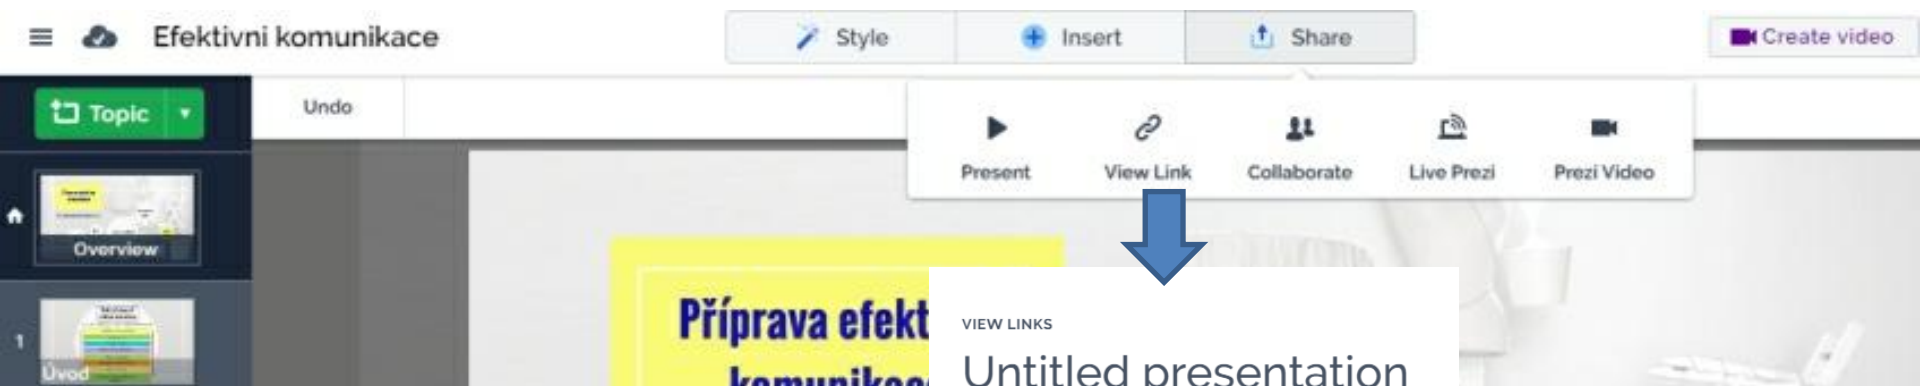 Efektivni komunikace
Style
Insert
Share
Create video
Topic
Undo
Present
View Link
Collaborate
Live Prezi
Prezi Video
Overview
1
Úvod
Příprava efekt
komunikac
VIEW LINKS
Untitled presentation